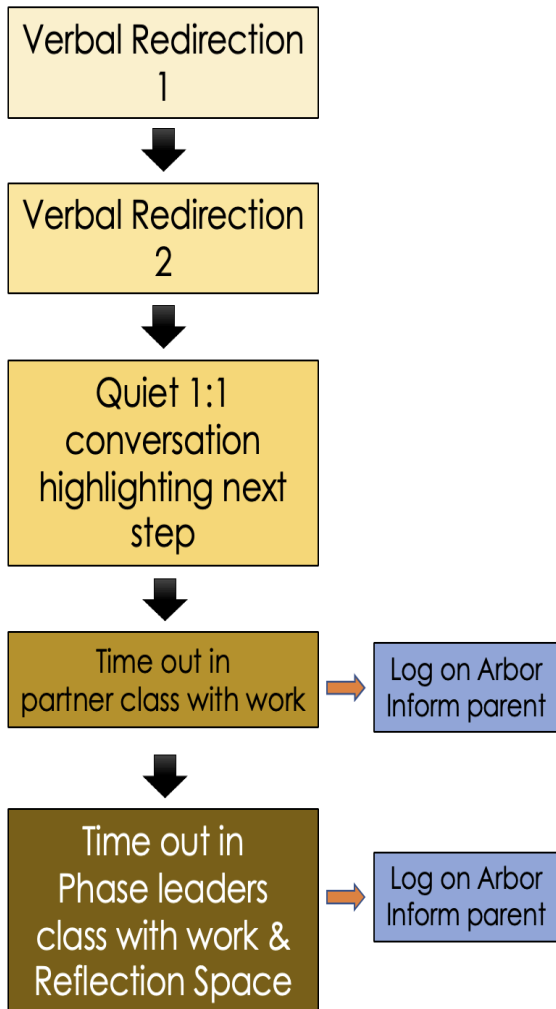 Verbal Redirection
1
Verbal Redirection
2
Quiet 1:1
conversation
highlighting next
step
Time out in
partner class with work
Log on Arbor
Inform parent
Time out in
Phase leaders
class with work &
Reflection Space
Log on Arbor
Inform parent